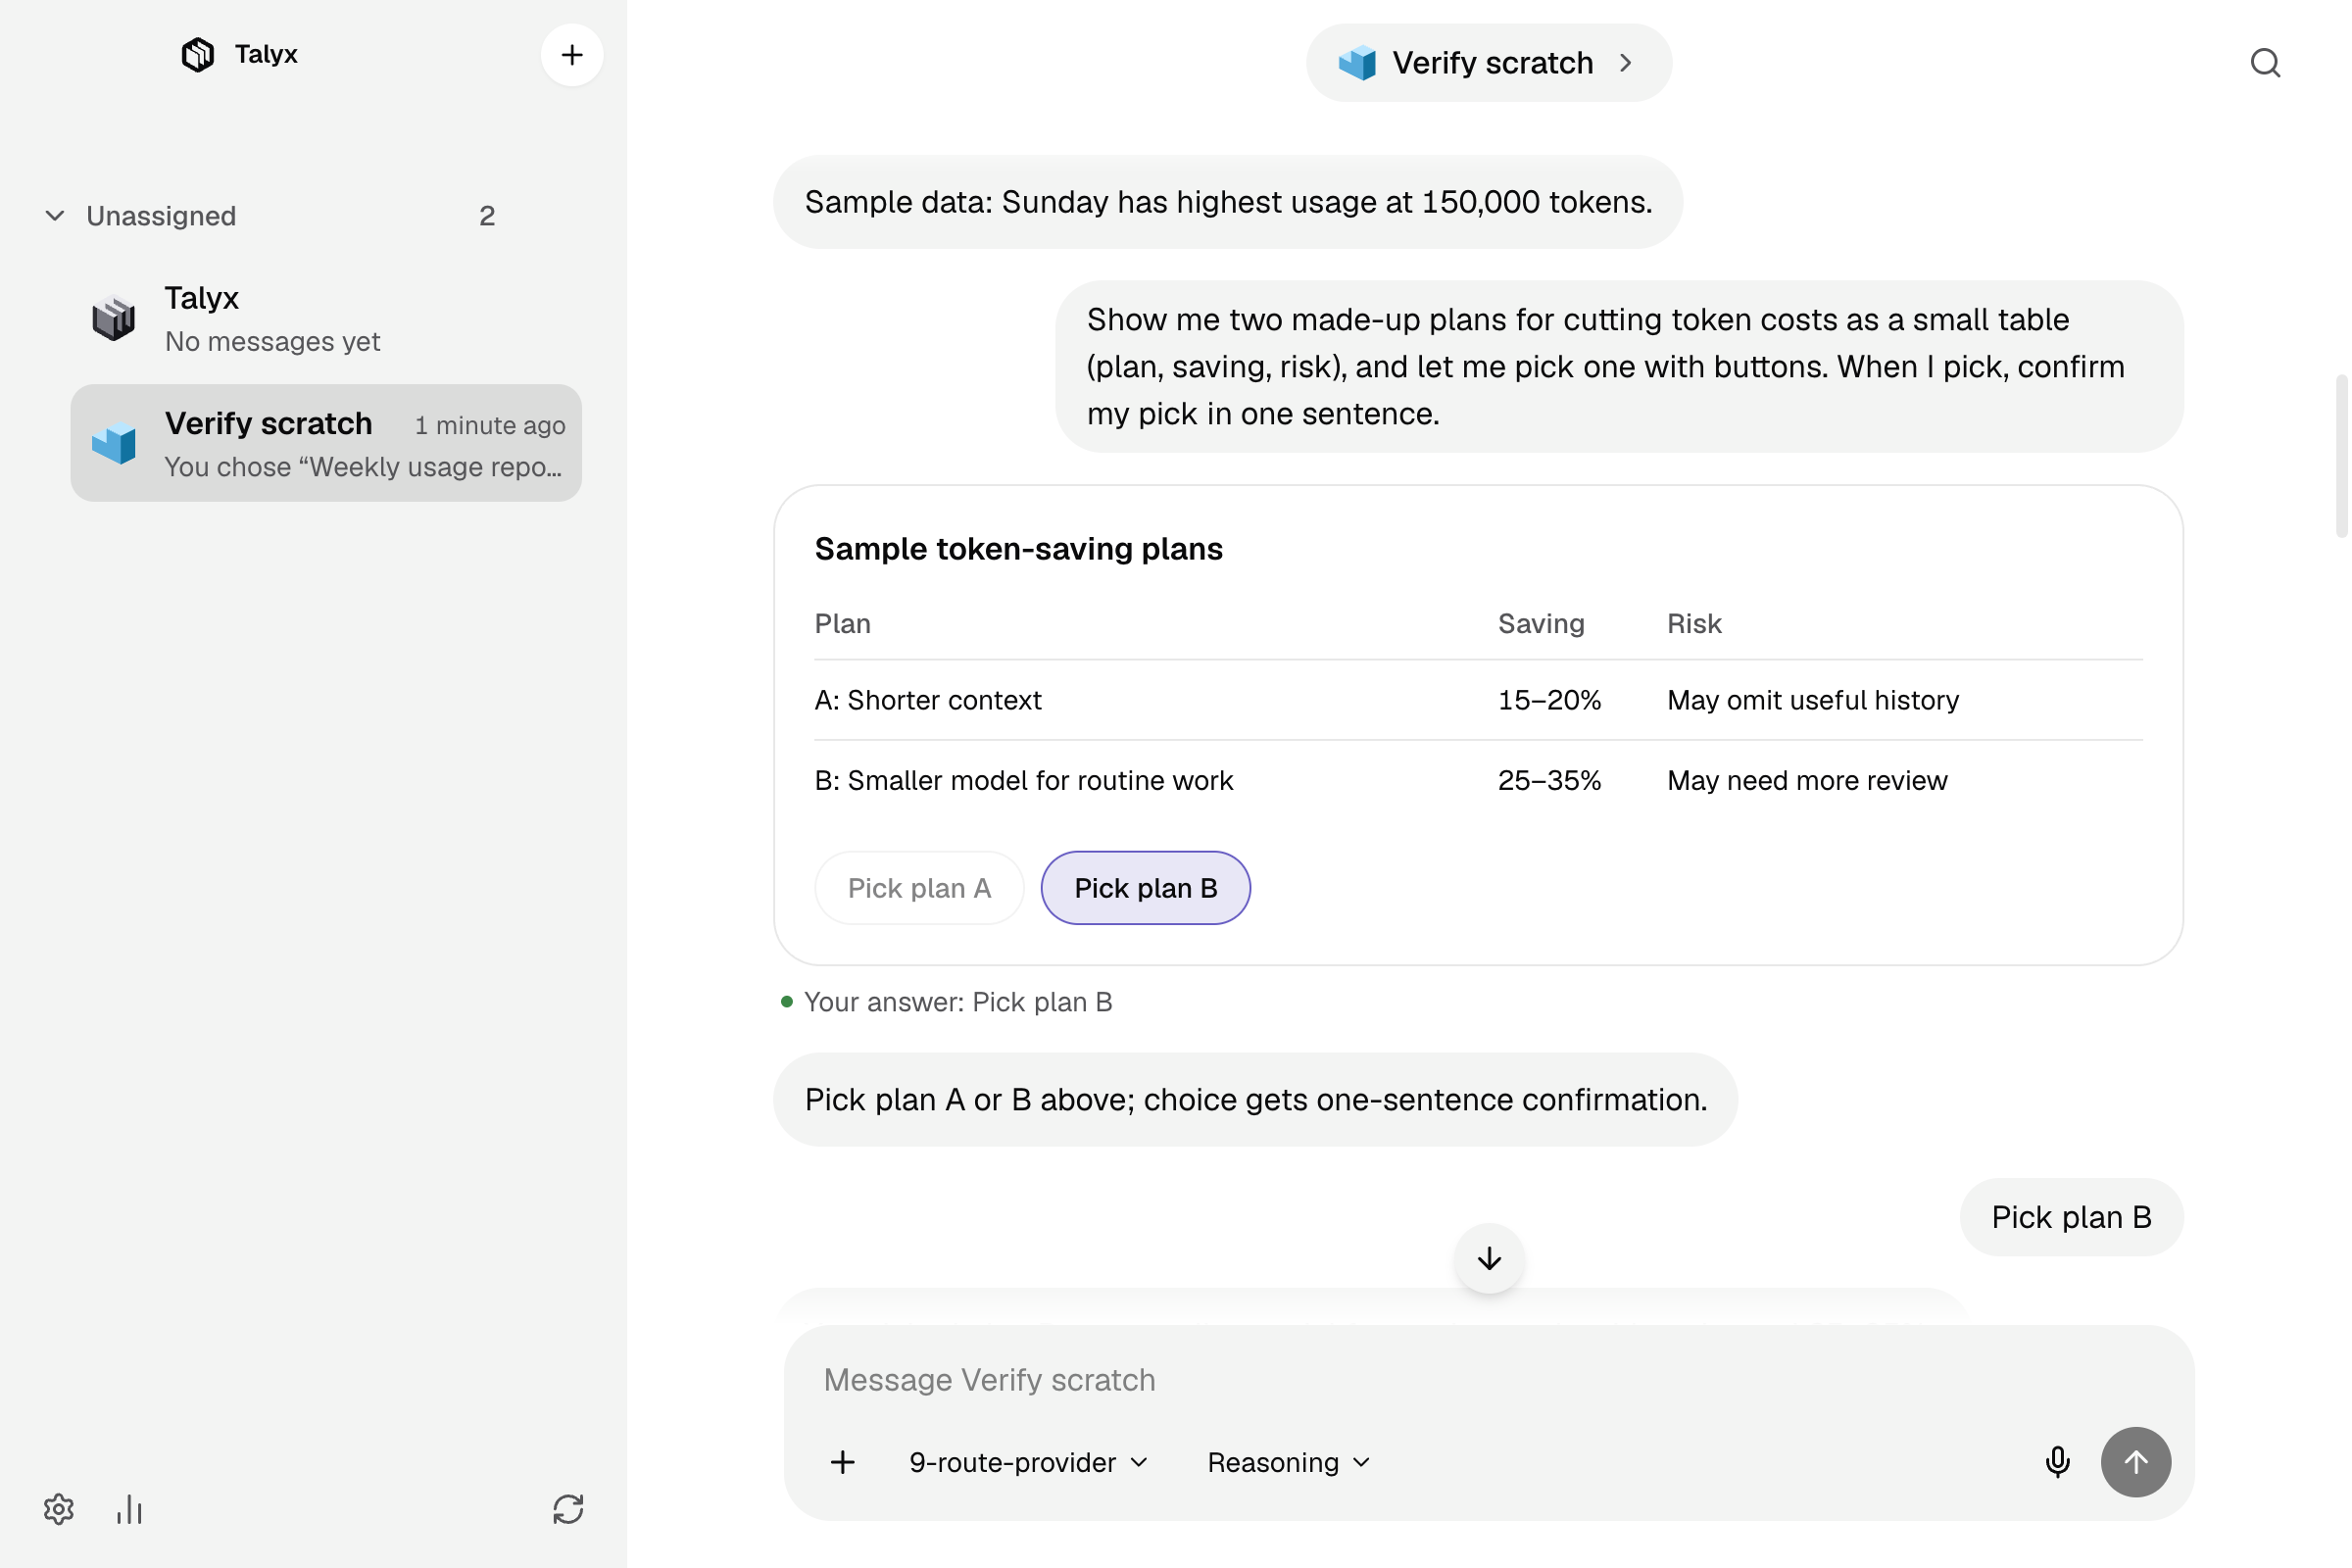 Talyx
Unassigned 2
Talyx
No messages yet
Verify scratch 1 minute ago
You chose “Weekly usage repo…
Verify scratch
Sample data: Sunday has highest usage at 150,000 tokens.
Show me two made-up plans for cutting token costs as a small table
(plan, saving, risk), and let me pick one with buttons. When I pick, confirm
my pick in one sentence.
Sample token-saving plans
Plan Saving Risk
A: Shorter context 15–20% May omit useful history
B: Smaller model for routine work 25–35% May need more review
Pick plan A Pick plan B
Your answer: Pick plan B
Pick plan A or B above; choice gets one-sentence confirmation.
Pick plan B
Message Verify scratch
9-route-provider Reasoning